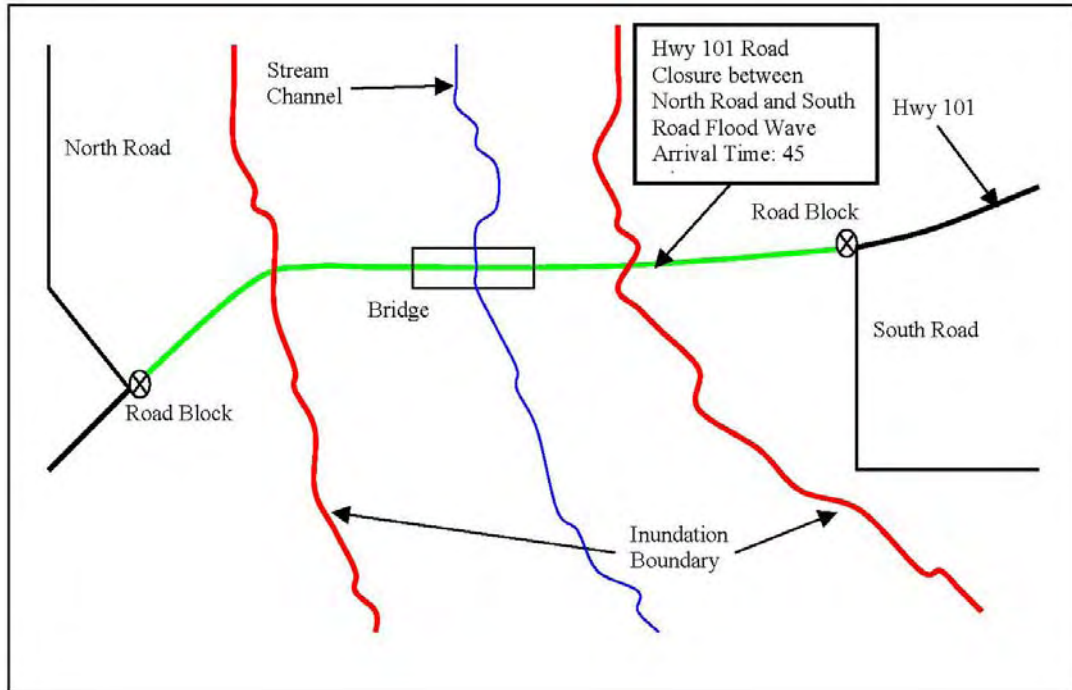 Hwy 101 Road
Closure between
North Road and South
Road Flood Wave
Arrival Time: 45
Stream
Channel
Hwy 101
North Road
Road Block
Bridge
South Road
Road Block
Inundation
Boundary